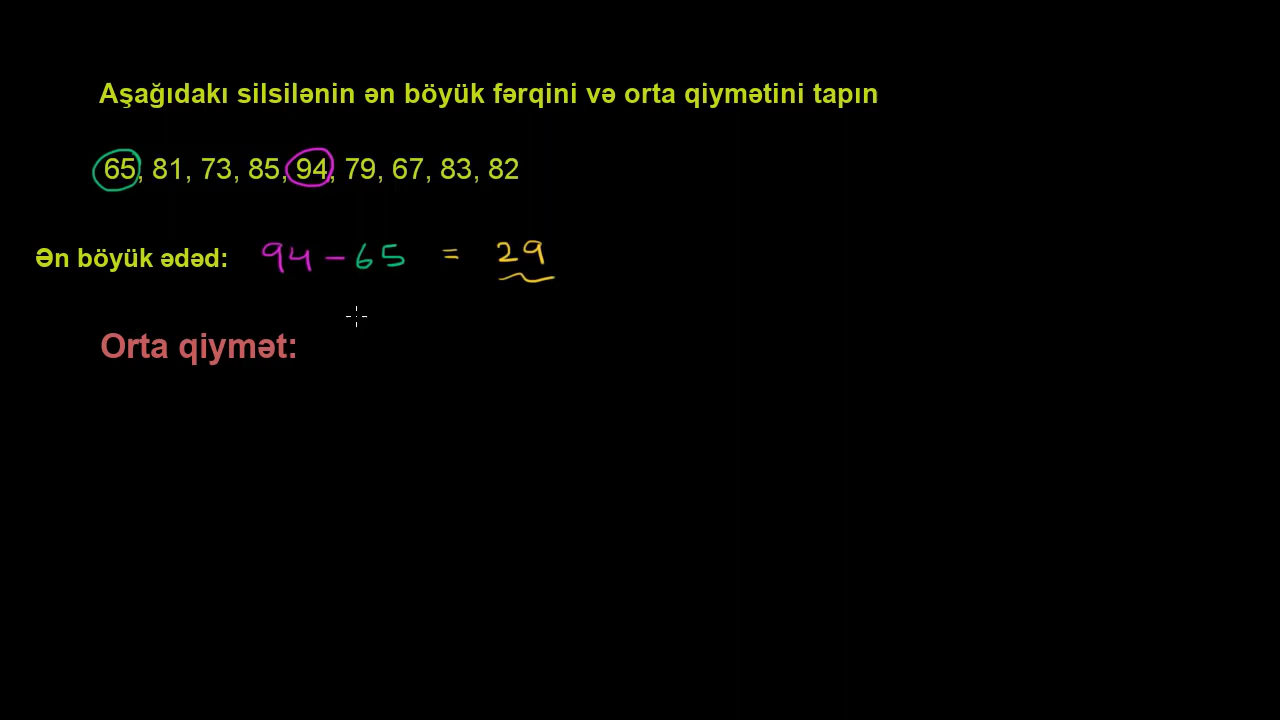 Aşağıdakı silsilənin ən böyük fərqini və orta qiymətini tapın
65, 81, 73, 85, 94, 79, 67, 83, 82
Ən böyük ədəd: 94 - 65 = 29
Orta qiymət: